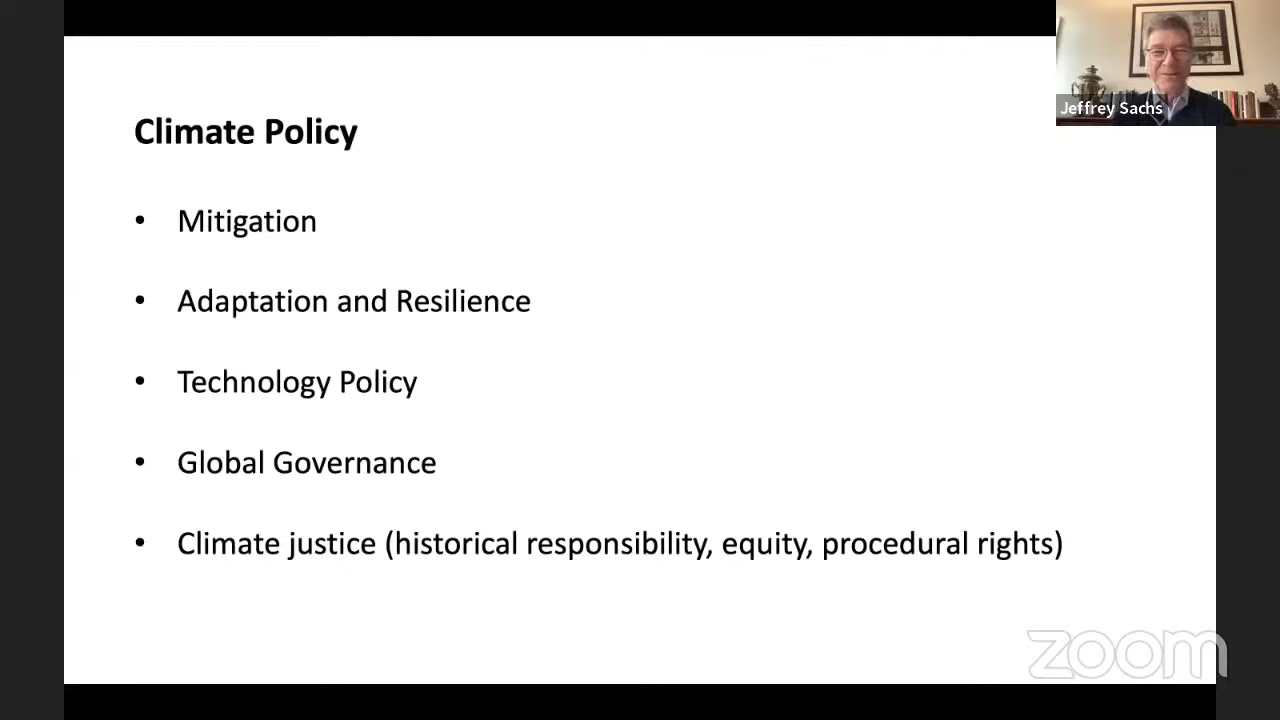 Jeffrey Sachs
Climate Policy
• Mitigation
• Adaptation and Resilience
• Technology Policy
• Global Governance
• Climate justice (historical responsibility, equity, procedural rights)
zoom